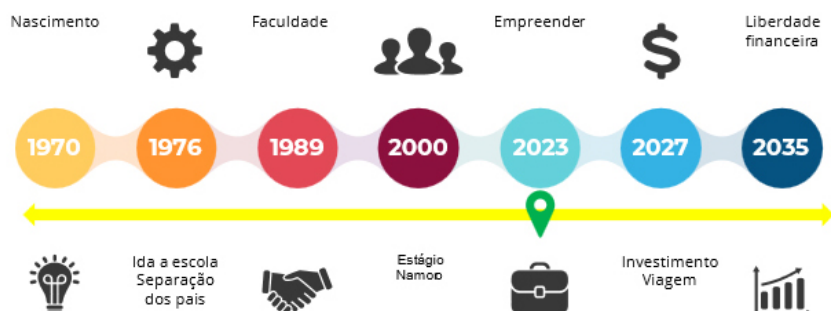 Nascimento
Faculdade
Empreender
Liberdade
financeira
$
1970
1976
1989
2000
2023
2027
2035
Ida a escola
Separação
dos pais
Estágio
Namoro
Investimento
Viagem